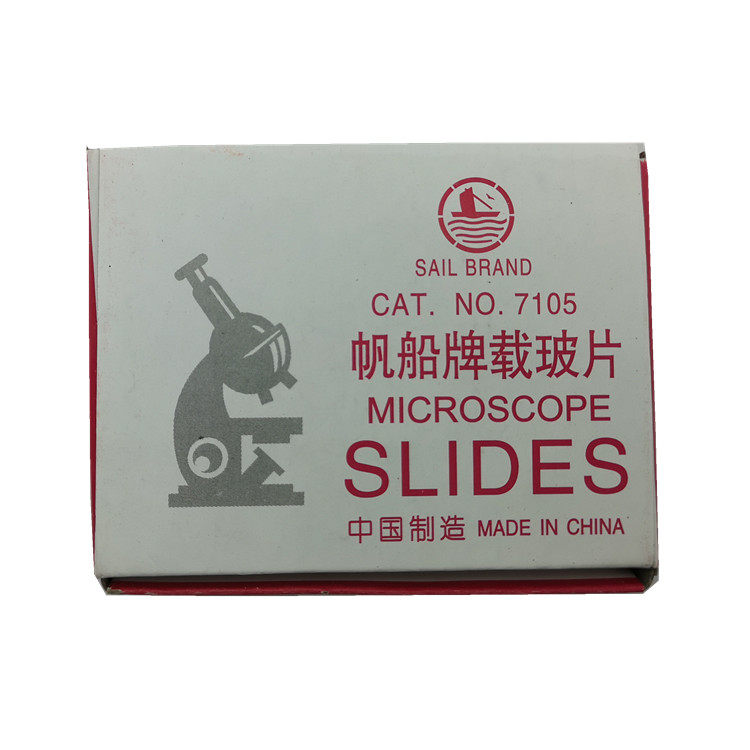 SAIL BRAND
CAT. NO. 7105
帆船牌载玻片
MICROSCOPE
SLIDES
中国制造 MADE IN CHINA